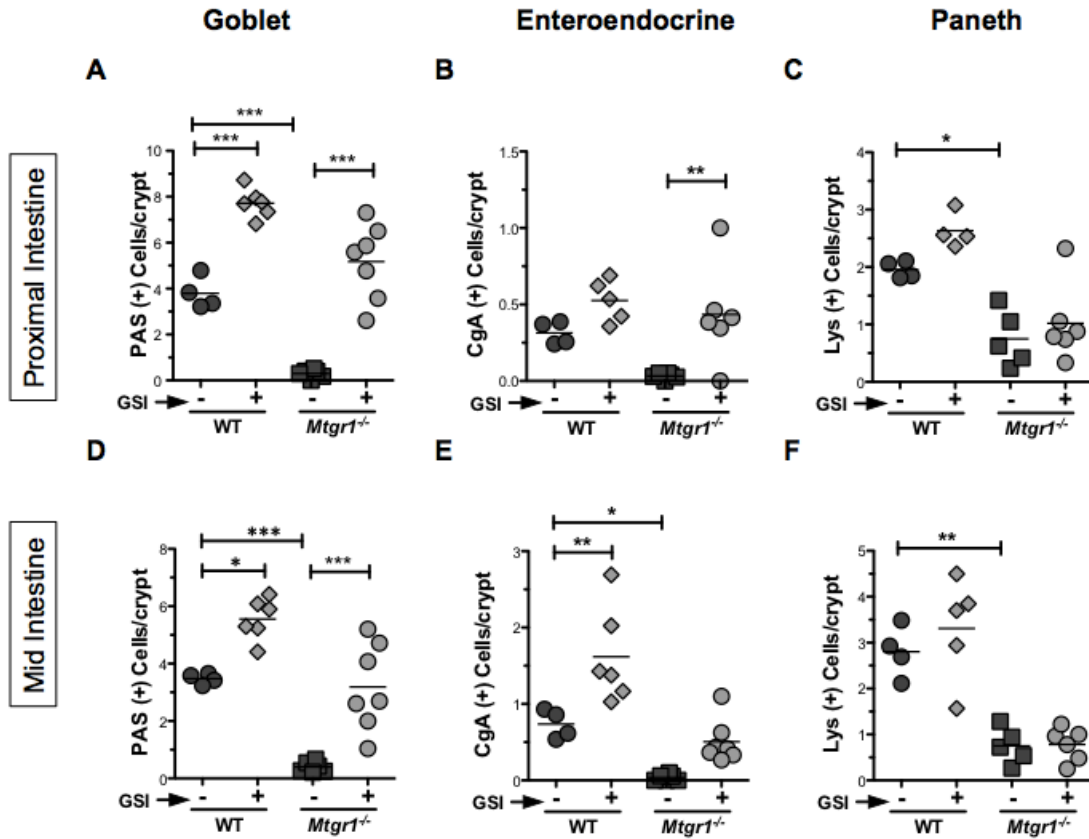 Goblet Enteroendocrine Paneth
Proximal Intestine
A
***
***
***
PAS (+) Cells/crypt
10
8
6
4
2
0
GSI
- + - +
WT Mtgr1-/-
B
**
CgA (+) Cells/crypt
1.5
1.0
0.5
0.0
GSI
- + - +
WT Mtgr1-/-
C
*
Lys (+) Cells/crypt
4
3
2
1
0
GSI
- + - +
WT Mtgr1-/-
Mid Intestine
D
***
*
***
PAS (+) Cells/crypt
8
6
4
2
0
GSI
- + - +
WT Mtgr1-/-
E
*
**
CgA (+) Cells/crypt
3
2
1
0
GSI
- + - +
WT Mtgr1-/-
F
**
Lys (+) Cells/crypt
5
4
3
2
1
0
GSI
- + - +
WT Mtgr1-/-